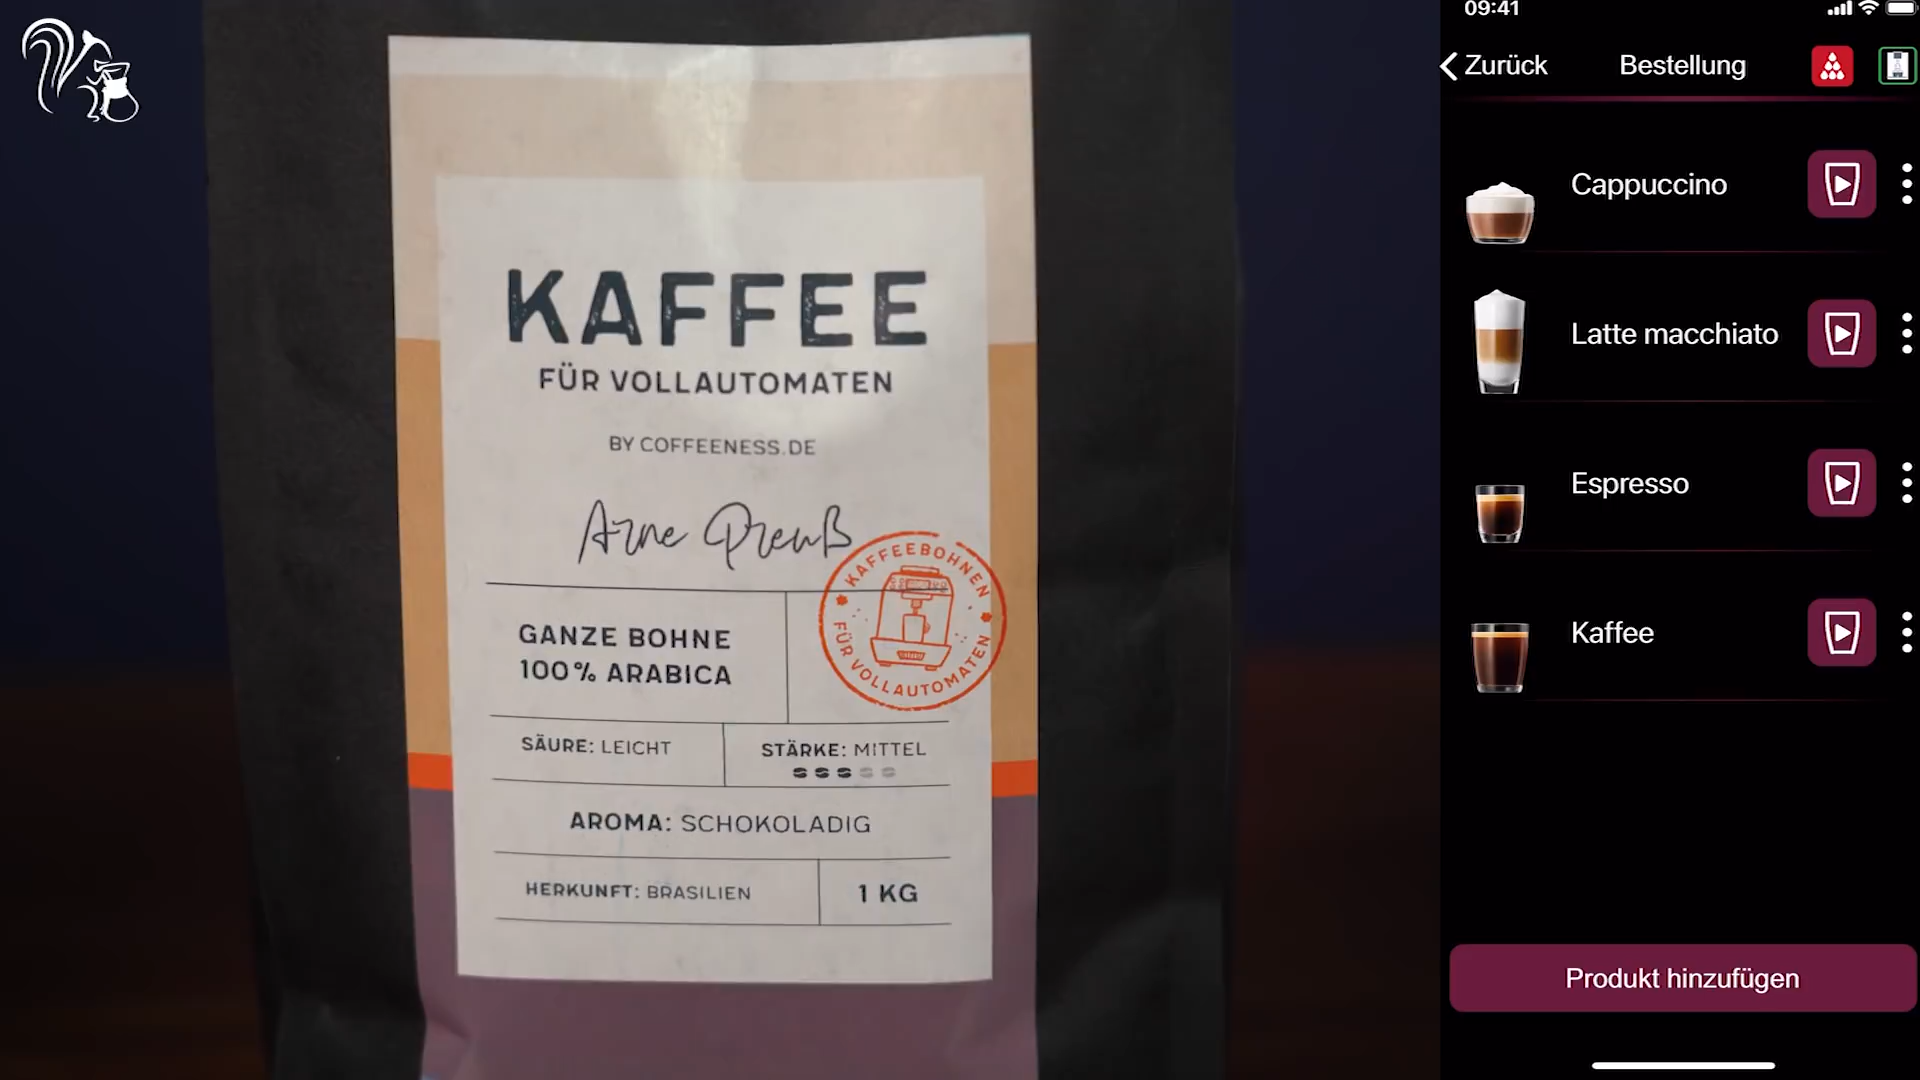 KAFFEE
FÜR VOLLAUTOMATEN
BY COFFEENESS.DE
Arne Preuß
KAFFEEBOHNEN
FÜR VOLLAUTOMATEN
GANZE BOHNE
100% ARABICA
SÄURE: LEICHT
STÄRKE: MITTEL
AROMA: SCHOKOLADIG
HERKUNFT: BRASILIEN
1 KG
09:41
Zurück
Bestellung
Cappuccino
Latte macchiato
Espresso
Kaffee
Produkt hinzufügen